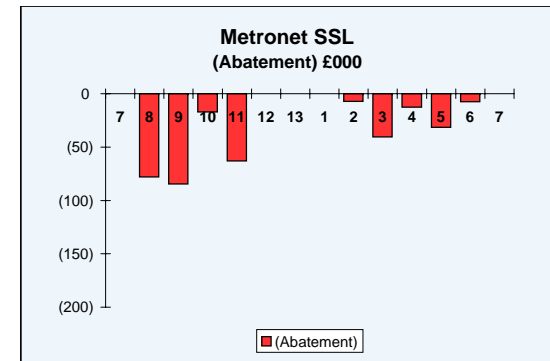 Metronet SSL
(Abatement) £000
0
7 8 9 10 11 12 13 1 2 3 4 5 6 7
(50)
(100)
(150)
(200)
(Abatement)